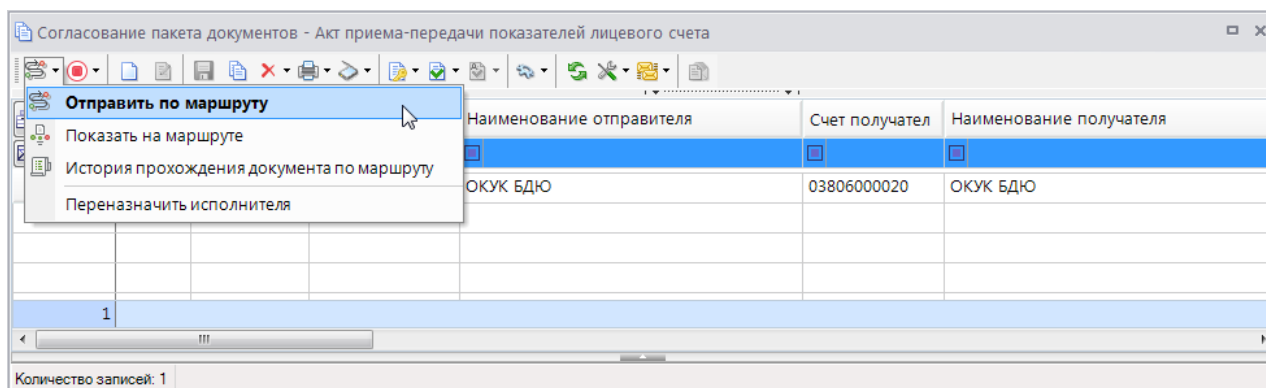 Согласование пакета документов - Акт приема-передачи показателей лицевого счета
Отправить по маршруту
Показать на маршруте
История прохождения документа по маршруту
Переназначить исполнителя
Наименование отправителя Счет получател Наименование получателя
ОКУК БДЮ 03806000020 ОКУК БДЮ
1
Количество записей: 1